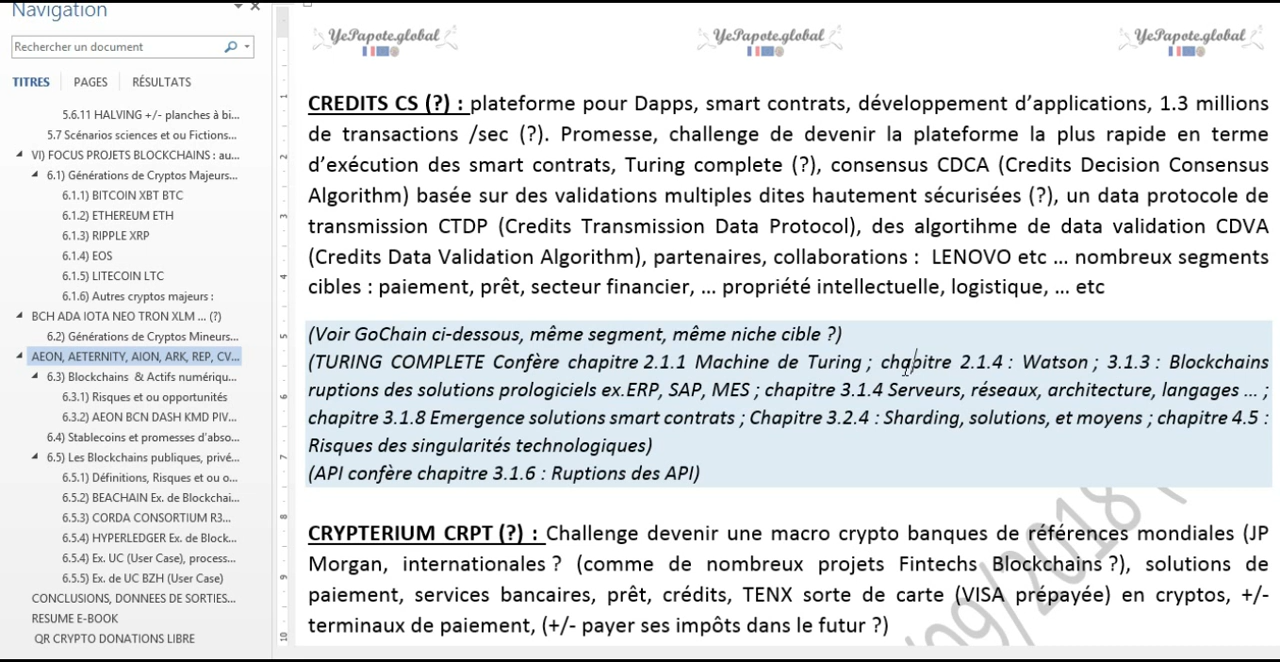 Navigation
Rechercher un document
TITRES PAGES RÉSULTATS
5.6.11 HALVING +/- planches à bi...
5.7 Scénarios sciences et ou Fictions...
VI) FOCUS PROJETS BLOCKCHAINS : au...
6.1) Générations de Cryptos Majeurs...
6.1.1) BITCOIN XBT BTC
6.1.2) ETHEREUM ETH
6.1.3) RIPPLE XRP
6.1.4) EOS
6.1.5) LITECOIN LTC
6.1.6) Autres cryptos majeurs :
BCH ADA IOTA NEO TRON XLM ... (?)
6.2) Générations de Cryptos Mineurs...
AEON, AETERNITY, AION, ARK, REP, CV...
6.3) Blockchains & Actifs numériqu...
6.3.1) Risques et ou opportunités
6.3.2) AEON BCN DASH KMD PIV...
6.4) Stablecoins et promesses d'abso...
6.5) Les Blockchains publiques, privé...
6.5.1) Définitions, Risques et ou o...
6.5.2) BEACHAIN Ex. de Blockchai...
6.5.3) CORDA CONSORTIUM R3...
6.5.4) HYPERLEDGER Ex. de Block...
6.5.4) Ex. UC (User Case), process...
6.5.5) Ex. de UC BZH (User Case)
CONCLUSIONS, DONNEES DE SORTIES...
RESUME E-BOOK
QR CRYPTO DONATIONS LIBRE
YePapote.global YePapote.global YePapote.global
CREDITS CS (?) : plateforme pour Dapps, smart contrats, développement d'applications, 1.3 millions
de transactions /sec (?). Promesse, challenge de devenir la plateforme la plus rapide en terme
d'exécution des smart contrats, Turing complete (?), consensus CDCA (Credits Decision Consensus
Algorithm) basée sur des validations multiples dites hautement sécurisées (?), un data protocole de
transmission CTDP (Credits Transmission Data Protocol), des algortihme de data validation CDVA
(Credits Data Validation Algorithm), partenaires, collaborations : LENOVO etc ... nombreux segments
cibles : paiement, prêt, secteur financier, ... propriété intellectuelle, logistique, ... etc
(Voir GoChain ci-dessous, même segment, même niche cible ?)
(TURING COMPLETE Confère chapitre 2.1.1 Machine de Turing ; chapitre 2.1.4 : Watson ; 3.1.3 : Blockchains
ruptions des solutions prologiciels ex.ERP, SAP, MES ; chapitre 3.1.4 Serveurs, réseaux, architecture, langages ... ;
chapitre 3.1.8 Emergence solutions smart contrats ; Chapitre 3.2.4 : Sharding, solutions, et moyens ; chapitre 4.5 :
Risques des singularités technologiques)
(API confère chapitre 3.1.6 : Ruptions des API)
CRYPTERIUM CRPT (?) : Challenge devenir une macro crypto banques de références mondiales (JP
Morgan, internationales ? (comme de nombreux projets Fintechs Blockchains ?), solutions de
paiement, services bancaires, prêt, crédits, TENX sorte de carte (VISA prépayée) en cryptos, +/-
terminaux de paiement, (+/- payer ses impôts dans le futur ?)